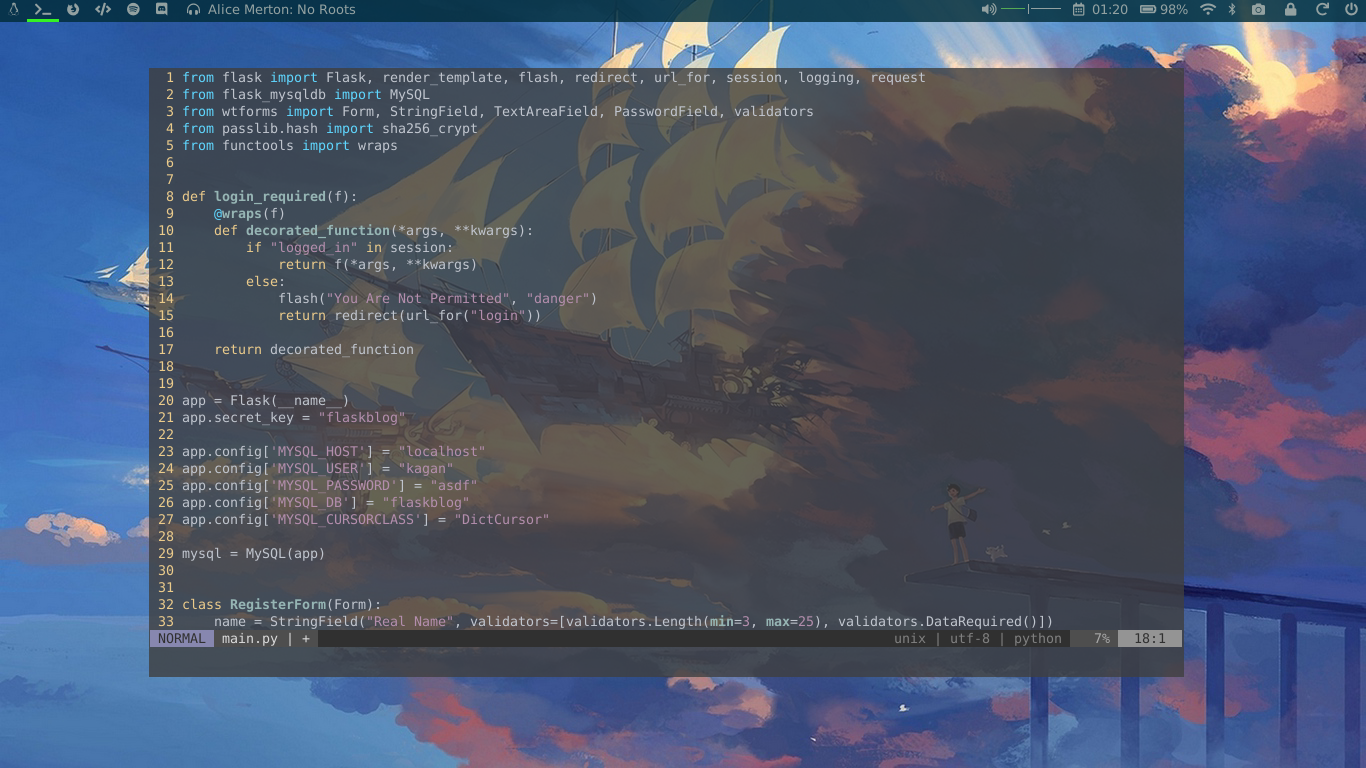 Alice Merton: No Roots
01:20
98%
1 from flask import Flask, render_template, flash, redirect, url_for, session, logging, request
2 from flask_mysqldb import MySQL
3 from wtforms import Form, StringField, TextAreaField, PasswordField, validators
4 from passlib.hash import sha256_crypt
5 from functools import wraps
6
7
8 def login_required(f):
9     @wraps(f)
10     def decorated_function(*args, **kwargs):
11         if "logged_in" in session:
12             return f(*args, **kwargs)
13         else:
14             flash("You Are Not Permitted", "danger")
15             return redirect(url_for("login"))
16
17     return decorated_function
18
19
20 app = Flask(__name__)
21 app.secret_key = "flaskblog"
22
23 app.config['MYSQL_HOST'] = "localhost"
24 app.config['MYSQL_USER'] = "kagan"
25 app.config['MYSQL_PASSWORD'] = "asdf"
26 app.config['MYSQL_DB'] = "flaskblog"
27 app.config['MYSQL_CURSORCLASS'] = "DictCursor"
28
29 mysql = MySQL(app)
30
31
32 class RegisterForm(Form):
33     name = StringField("Real Name", validators=[validators.Length(min=3, max=25), validators.DataRequired()])
NORMAL main.py | + unix | utf-8 | python 7% 18:1